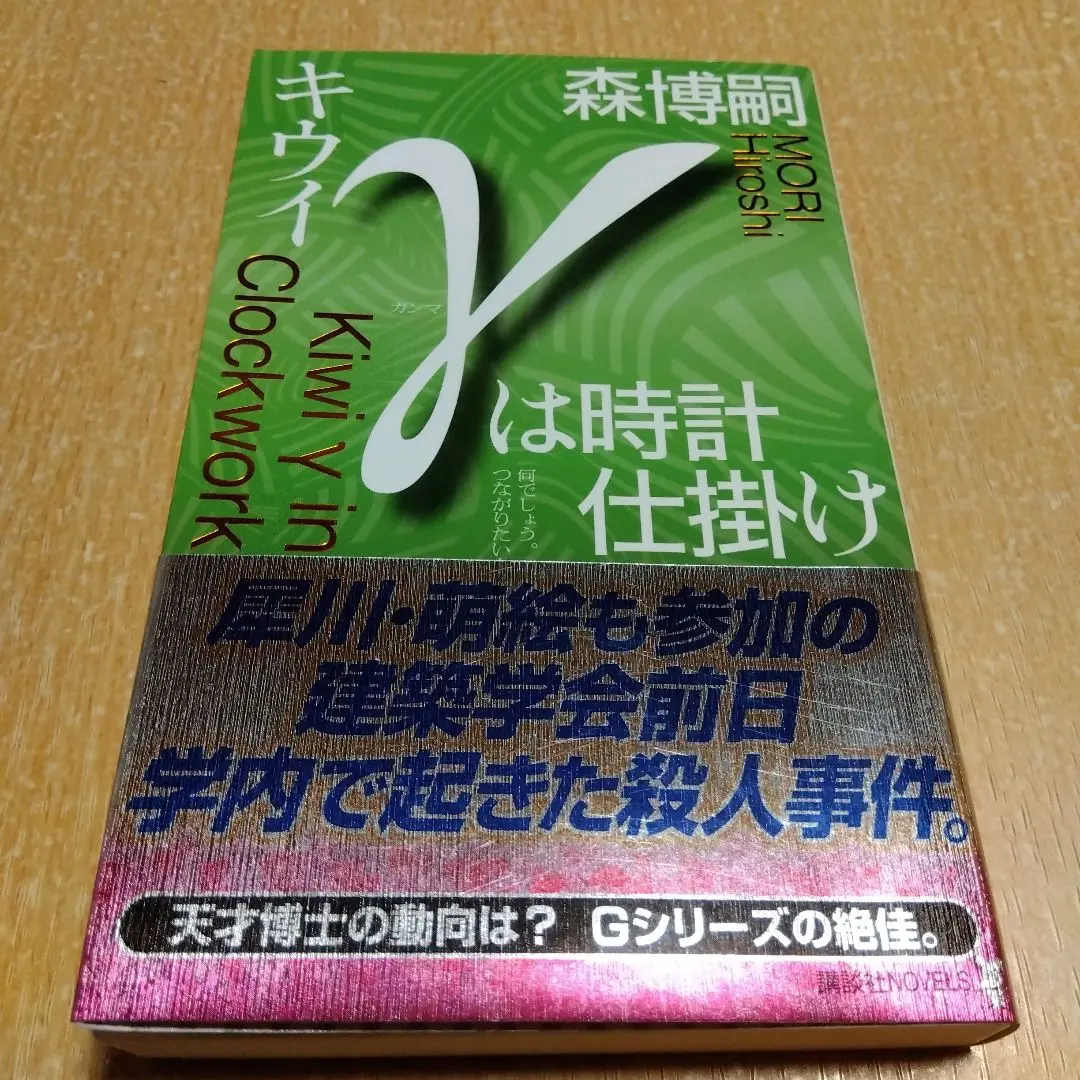 森博嗣
MORI
Hiroshi
キウイ
γ
ガンマ
は時計
仕掛け
Kiwi γ in
Clockwork
何でしょう。
つながりたい
犀川・萌絵も参加の
建築学会前日
学内で起きた殺人事件。
天才博士の動向は? Gシリーズの絶佳。
講談社NOVELS